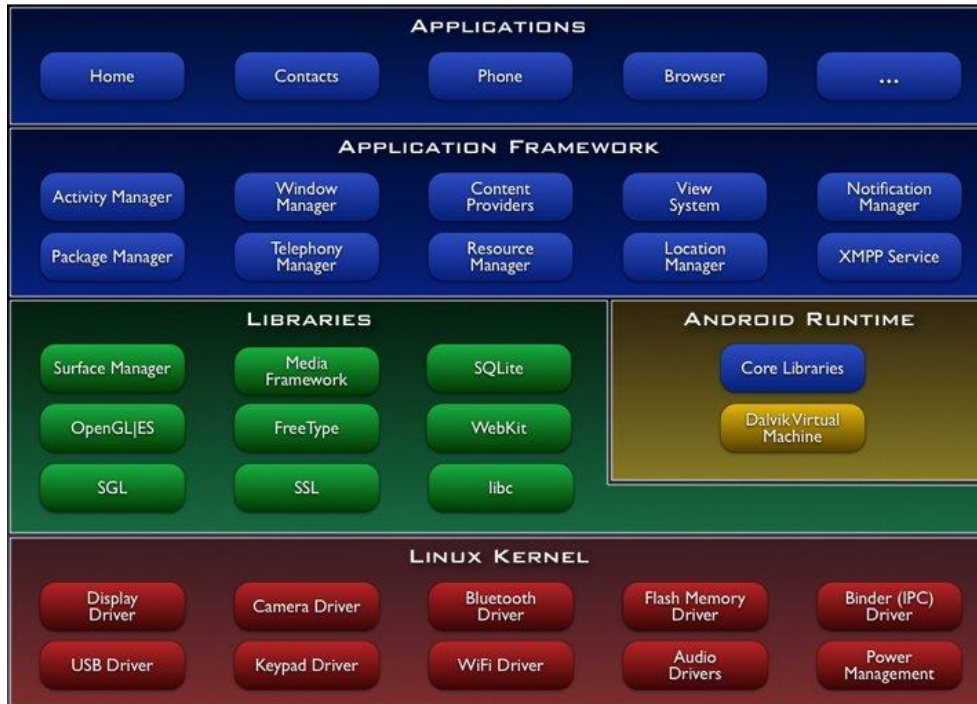 APPLICATIONS
Home
Contacts
Phone
Browser
...
APPLICATION FRAMEWORK
Activity Manager
Window
Manager
Content
Providers
View
System
Notification
Manager
Package Manager
Telephony
Manager
Resource
Manager
Location
Manager
XMPP Service
LIBRARIES
Surface Manager
Media
Framework
SQLite
OpenGL|ES
FreeType
WebKit
SGL
SSL
libc
ANDROID RUNTIME
Core Libraries
Dalvik Virtual
Machine
LINUX KERNEL
Display
Driver
Camera Driver
Bluetooth
Driver
Flash Memory
Driver
Binder (IPC)
Driver
USB Driver
Keypad Driver
WiFi Driver
Audio
Drivers
Power
Management